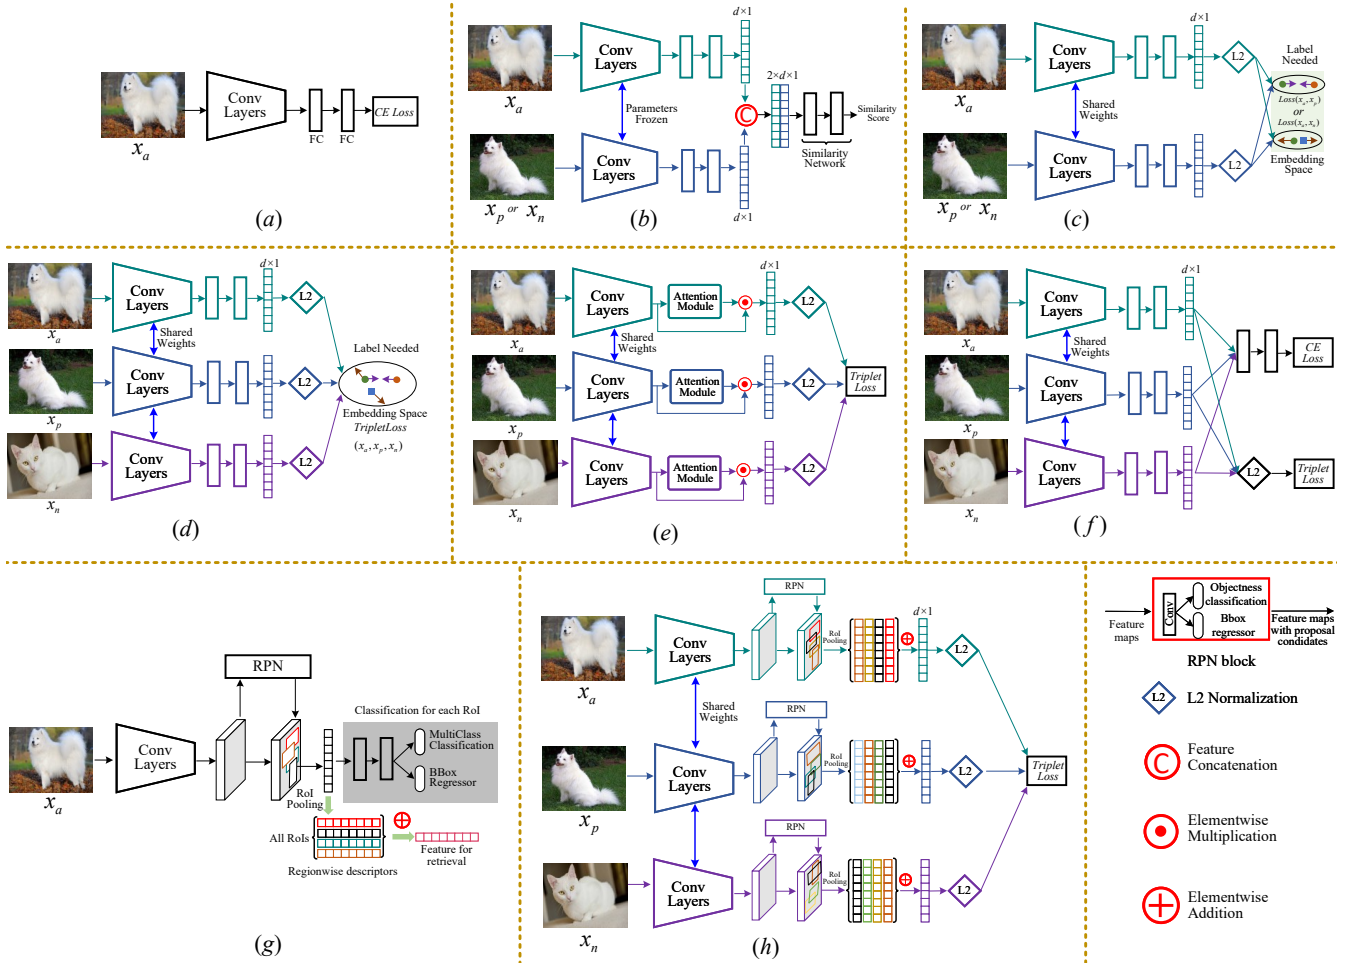 x_a
Conv
Layers
FC
FC
CE Loss
(a)
x_a
Conv
Layers
d×1
2×d×1
Parameters
Frozen
C
Similarity
Score
Similarity
Network
Conv
Layers
d×1
x_p or x_n
(b)
x_a
Conv
Layers
d×1
L2
Label
Needed
Loss(x_a, x_p)
or
Loss(x_a, x_n)
Embedding
Space
Shared
Weights
Conv
Layers
L2
x_p or x_n
(c)
x_a
Conv
Layers
d×1
L2
Shared
Weights
x_p
Conv
Layers
L2
Label Needed
Embedding Space
TripletLoss
(x_a, x_p, x_n)
x_n
Conv
Layers
L2
(d)
x_a
Conv
Layers
Attention
Module
d×1
L2
Shared
Weights
x_p
Conv
Layers
Attention
Module
L2
Triplet
Loss
x_n
Conv
Layers
Attention
Module
L2
(e)
x_a
Conv
Layers
d×1
Shared
Weights
CE
Loss
x_p
Conv
Layers
x_n
Conv
Layers
L2
Triplet
Loss
(f)
x_a
Conv
Layers
RPN
RoI
Pooling
Classification for each RoI
MultiClass
Classification
BBox
Regressor
All RoIs
Regionwise descriptors
Feature for
retrieval
(g)
x_a
Conv
Layers
RPN
RoI
Pooling
d×1
L2
Shared
Weights
x_p
Conv
Layers
RPN
RoI
Pooling
L2
Triplet
Loss
x_n
Conv
Layers
RPN
RoI
Pooling
L2
(h)
Feature
maps
Conv
Objectness
classification
Bbox
regressor
Feature maps
with proposal
candidates
RPN block
L2
L2 Normalization
C
Feature
Concatenation
Elementwise
Multiplication
Elementwise
Addition